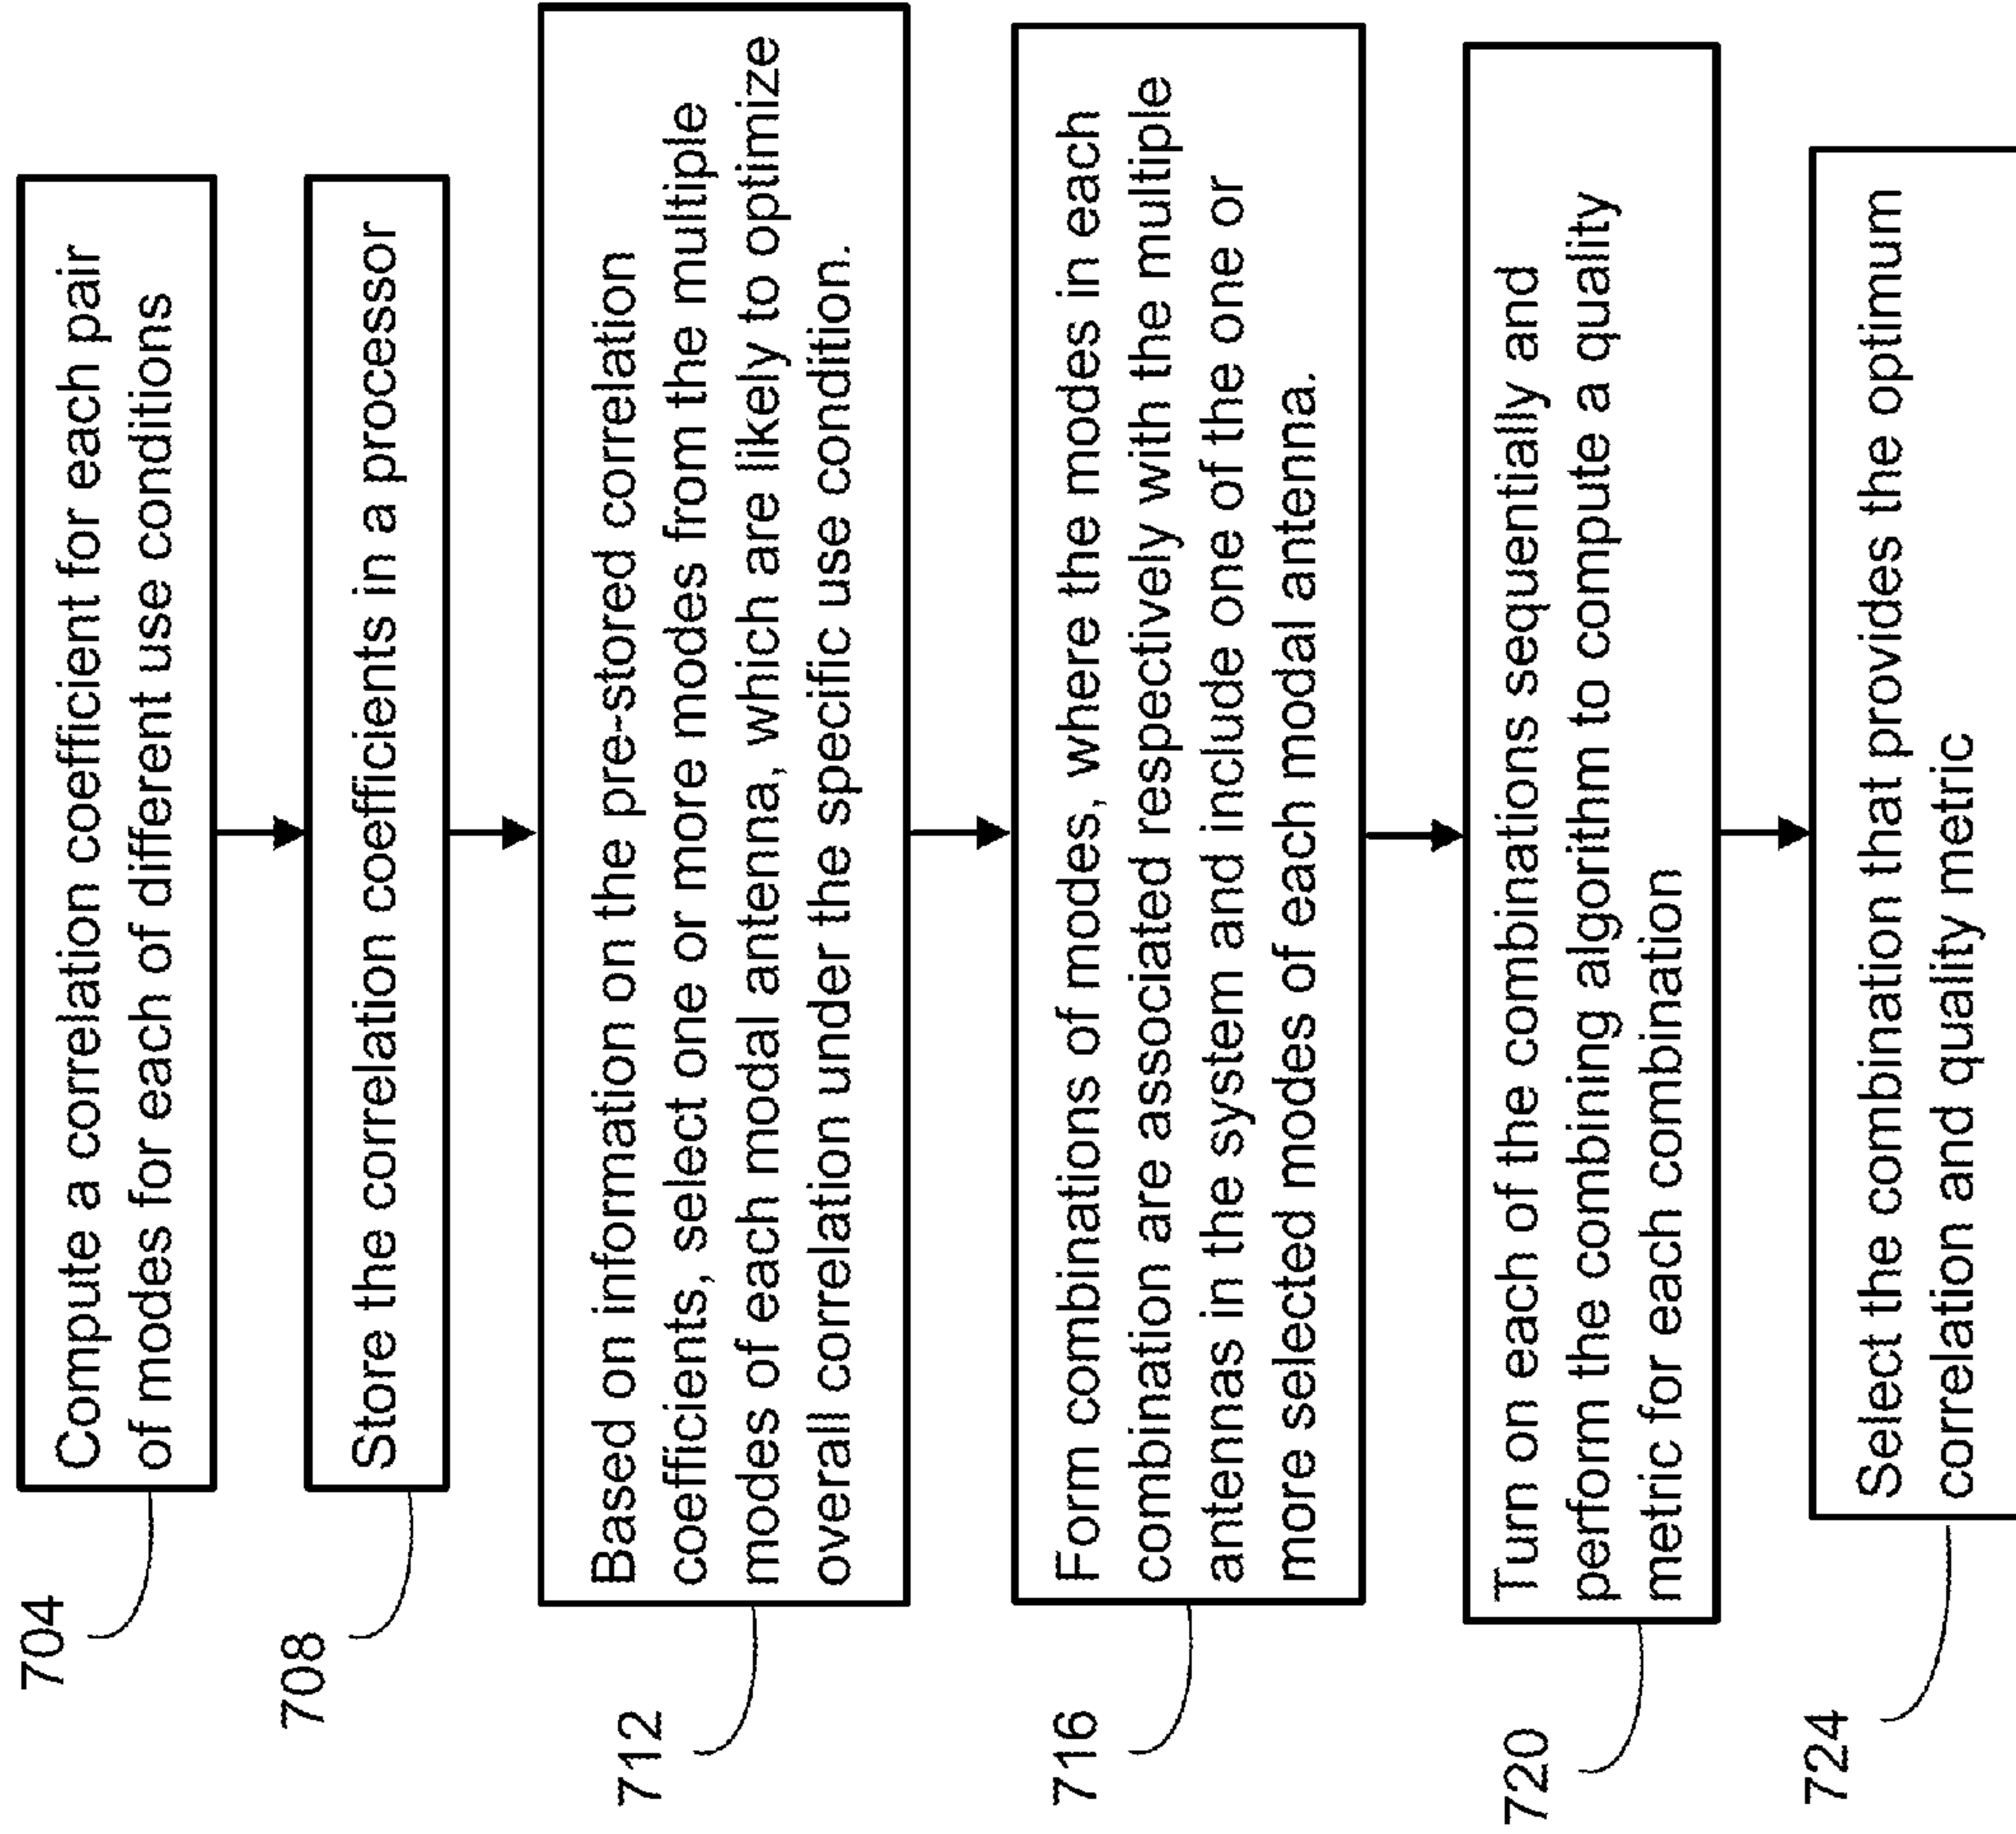 704
Compute a correlation coefficient for each pair
of modes for each of different use conditions
708
Store the correlation coefficients in a processor
712
Based on information on the pre-stored correlation
coefficients, select one or more modes from the multiple
modes of each modal antenna, which are likely to optimize
overall correlation under the specific use condition.
716
Form combinations of modes, where the modes in each
combination are associated respectively with the multiple
antennas in the system and include one of the one or
more selected modes of each modal antenna.
720
Turn on each of the combinations sequentially and
perform the combining algorithm to compute a quality
metric for each combination
724
Select the combination that provides the optimum
correlation and quality metric